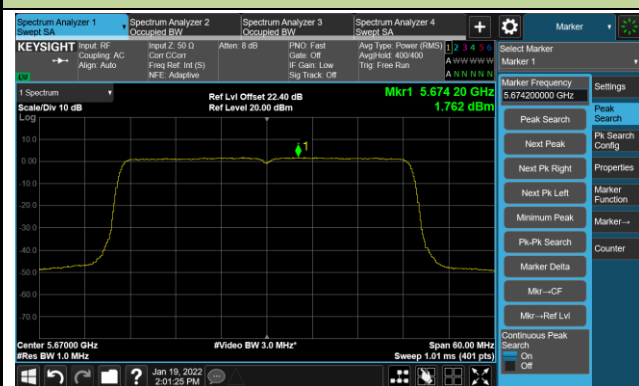 Spectrum Analyzer 1
Swept SA
Spectrum Analyzer 2
Occupied BW
Spectrum Analyzer 3
Occupied BW
Spectrum Analyzer 4
Swept SA
+
Marker
KEYSIGHT
Input: RF
Coupling: AC
Align: Auto
Input Z: 50 Ω
Corr CCorr
Freq Ref: Int (S)
NFE: Adaptive
Atten: 8 dB
PNO: Fast
Gate: Off
IF Gain: Low
Sig Track: Off
Avg Type: Power (RMS)
Avg|Hold: 400/400
Trig: Free Run
1 2 3 4 5 6
A W W W W W
A N N N N N
LVI
Select Marker
Marker 1
1 Spectrum
Scale/Div 10 dB
Ref Lvl Offset 22.40 dB
Ref Level 20.00 dBm
Mkr1 5.674 20 GHz
1.762 dBm
Log
10.0
0.00
-10.0
-20.0
-30.0
-40.0
-50.0
-60.0
-70.0
1
Center 5.67000 GHz
#Res BW 1.0 MHz
#Video BW 3.0 MHz*
Span 60.00 MHz
Sweep 1.01 ms (401 pts)
Marker Frequency
5.674200000 GHz
Peak Search
Next Peak
Next Pk Right
Next Pk Left
Minimum Peak
Pk-Pk Search
Marker Delta
Mkr→CF
Mkr→Ref Lvl
Continuous Peak
Search
On
Off
Settings
Peak
Search
Pk Search
Config
Properties
Marker
Function
Marker→
Counter
?
Jan 19, 2022
2:01:25 PM